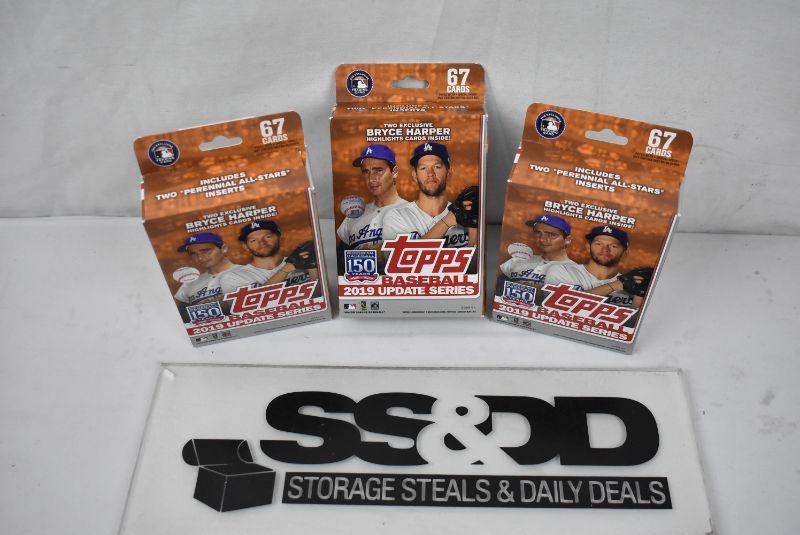 67
CARDS
INCLUDES
TWO "PERENNIAL ALL-STARS"
INSERTS
TWO EXCLUSIVE
BRYCE HARPER
HIGHLIGHTS CARDS INSIDE!
150
TOPPS
BASEBALL
2019 UPDATE SERIES
67
CARDS
TWO EXCLUSIVE
BRYCE HARPER
HIGHLIGHTS CARDS INSIDE!
150
YEARS
TOPPS
BASEBALL
2019 UPDATE SERIES
67
CARDS
INCLUDES
TWO "PERENNIAL ALL-STARS"
INSERTS
TWO EXCLUSIVE
BRYCE HARPER
HIGHLIGHTS CARDS INSIDE!
150
TOPPS
BASEBALL
2019 UPDATE SERIES
SS&DD
STORAGE STEALS & DAILY DEALS